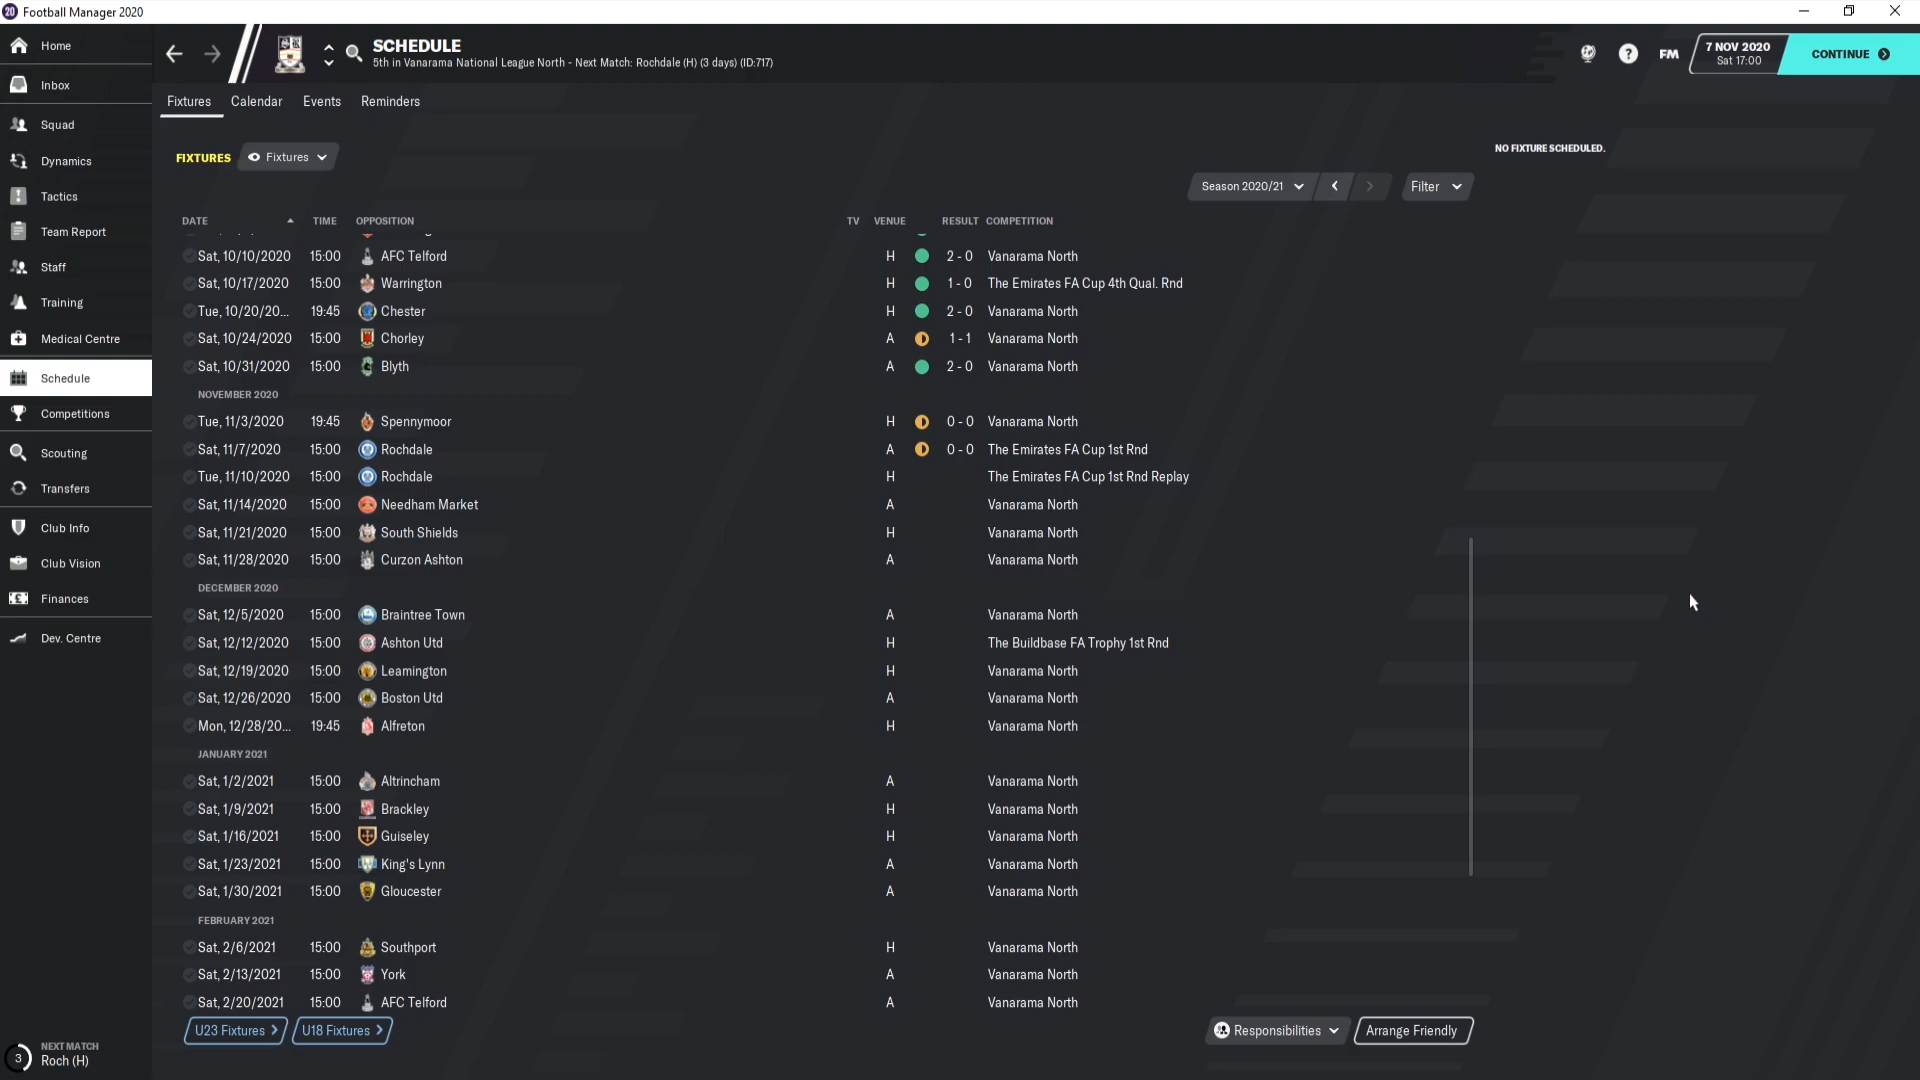 Football Manager 2020
Home
Inbox
Squad
Dynamics
Tactics
Team Report
Staff
Training
Medical Centre
Schedule
Competitions
Scouting
Transfers
Club Info
Club Vision
Finances
Dev. Centre
3 NEXT MATCH
Roch (H)
SCHEDULE
5th in Vanarama National League North - Next Match: Rochdale (H) (3 days) (ID:717)
? FM 7 NOV 2020 CONTINUE
Sat 17:00
Fixtures Calendar Events Reminders
FIXTURES Fixtures
NO FIXTURE SCHEDULED.
Season 2020/21 Filter
DATE TIME OPPOSITION TV VENUE RESULT COMPETITION
Sat, 10/10/2020 15:00 AFC Telford H 2 - 0 Vanarama North
Sat, 10/17/2020 15:00 Warrington H 1 - 0 The Emirates FA Cup 4th Qual. Rnd
Tue, 10/20/20... 19:45 Chester H 2 - 0 Vanarama North
Sat, 10/24/2020 15:00 Chorley A 1 - 1 Vanarama North
Sat, 10/31/2020 15:00 Blyth A 2 - 0 Vanarama North
NOVEMBER 2020
Tue, 11/3/2020 19:45 Spennymoor H 0 - 0 Vanarama North
Sat, 11/7/2020 15:00 Rochdale A 0 - 0 The Emirates FA Cup 1st Rnd
Tue, 11/10/2020 15:00 Rochdale H The Emirates FA Cup 1st Rnd Replay
Sat, 11/14/2020 15:00 Needham Market A Vanarama North
Sat, 11/21/2020 15:00 South Shields H Vanarama North
Sat, 11/28/2020 15:00 Curzon Ashton A Vanarama North
DECEMBER 2020
Sat, 12/5/2020 15:00 Braintree Town A Vanarama North
Sat, 12/12/2020 15:00 Ashton Utd H The Buildbase FA Trophy 1st Rnd
Sat, 12/19/2020 15:00 Leamington H Vanarama North
Sat, 12/26/2020 15:00 Boston Utd A Vanarama North
Mon, 12/28/20... 19:45 Alfreton H Vanarama North
JANUARY 2021
Sat, 1/2/2021 15:00 Altrincham A Vanarama North
Sat, 1/9/2021 15:00 Brackley H Vanarama North
Sat, 1/16/2021 15:00 Guiseley H Vanarama North
Sat, 1/23/2021 15:00 King's Lynn A Vanarama North
Sat, 1/30/2021 15:00 Gloucester A Vanarama North
FEBRUARY 2021
Sat, 2/6/2021 15:00 Southport H Vanarama North
Sat, 2/13/2021 15:00 York A Vanarama North
Sat, 2/20/2021 15:00 AFC Telford A Vanarama North
U23 Fixtures U18 Fixtures Responsibilities Arrange Friendly